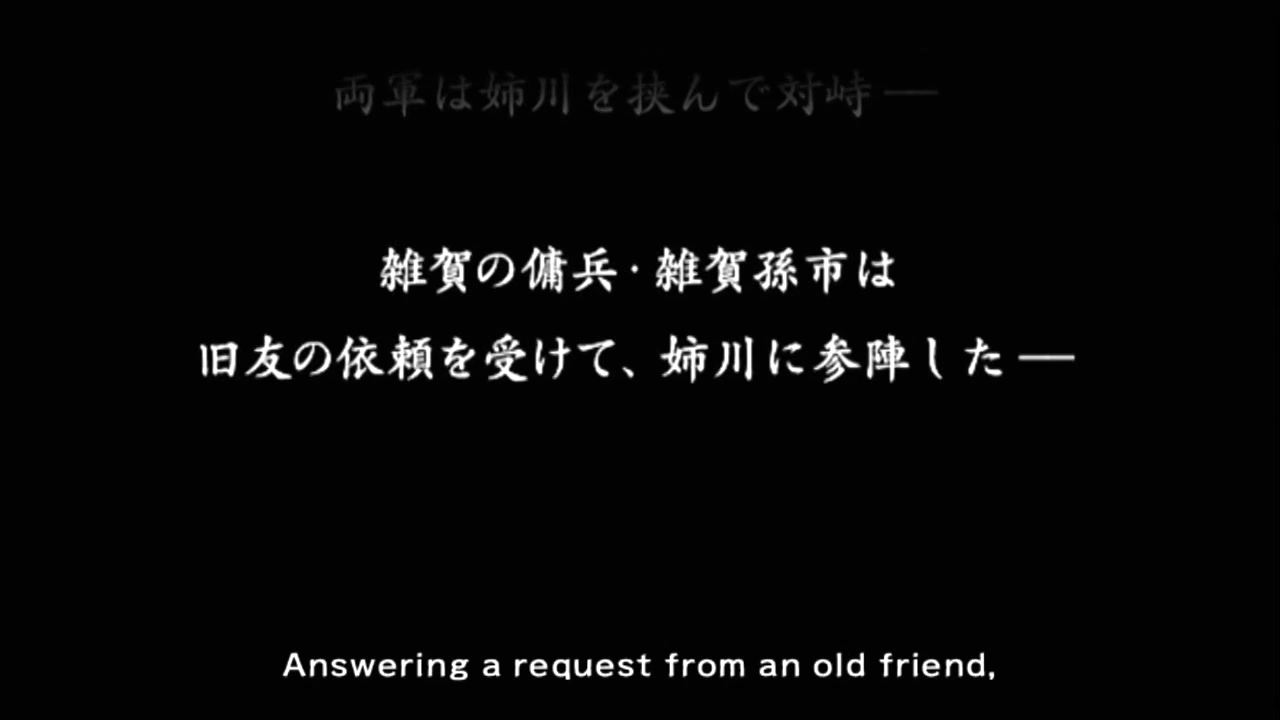 両軍は姉川を挟んで対峙──
雑賀の傭兵・雑賀孫市は
旧友の依頼を受けて、姉川に参陣した──
Answering a request from an old friend,